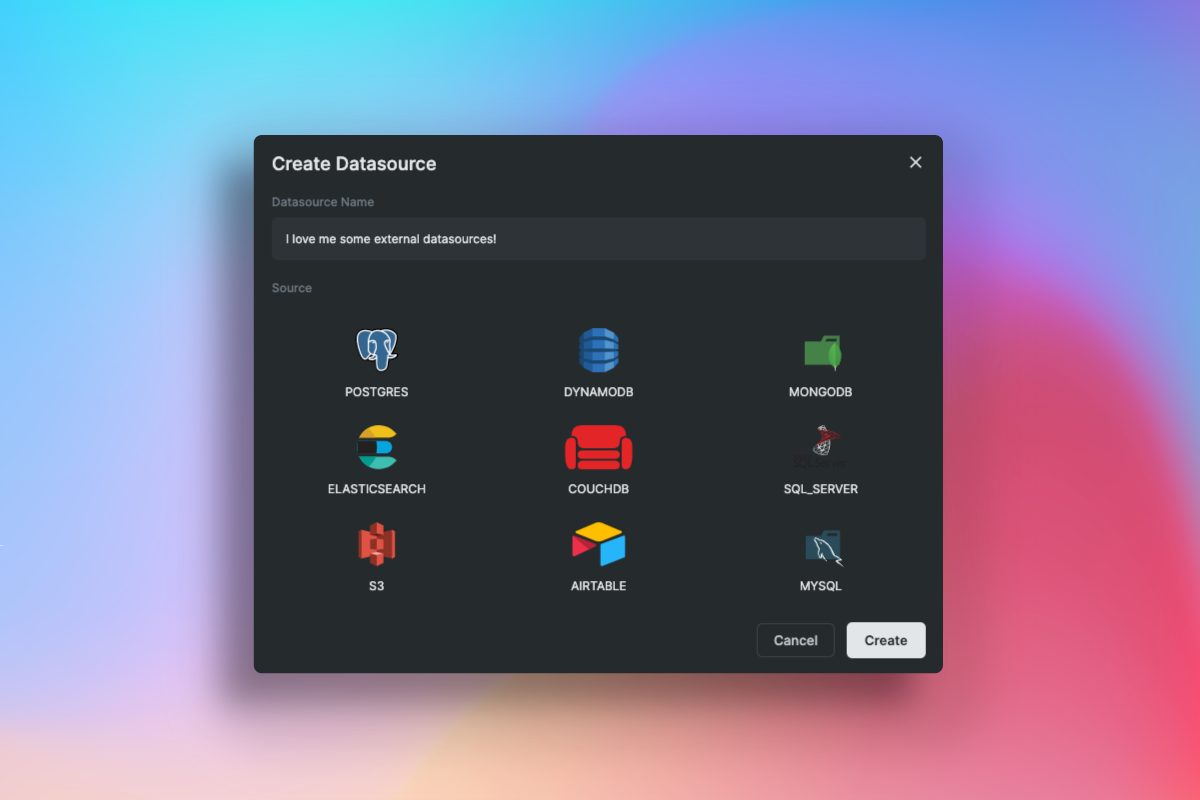 Create Datasource
Datasource Name
I love me some external datasources!
Source
POSTGRES DYNAMODB MONGODB
ELASTICSEARCH COUCHDB SQL_SERVER
S3 AIRTABLE MYSQL
Cancel Create